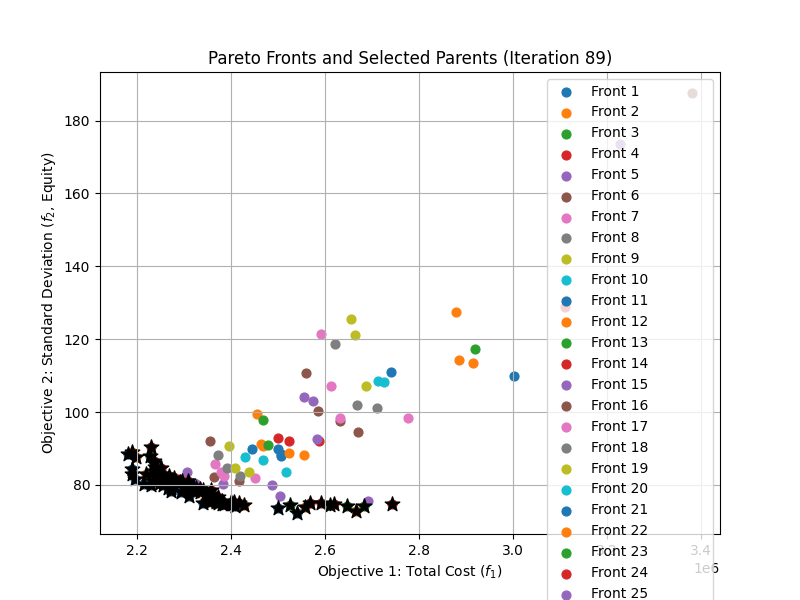 Pareto Fronts and Selected Parents (Iteration 89)
Objective 2: Standard Deviation (f₂, Equity)
180
160
140
120
100
80
2.2
2.4
2.6
2.8
3.0
3.4
1e6
Objective 1: Total Cost (f₁)
Front 1
Front 2
Front 3
Front 4
Front 5
Front 6
Front 7
Front 8
Front 9
Front 10
Front 11
Front 12
Front 13
Front 14
Front 15
Front 16
Front 17
Front 18
Front 19
Front 20
Front 21
Front 22
Front 23
Front 24
Front 25